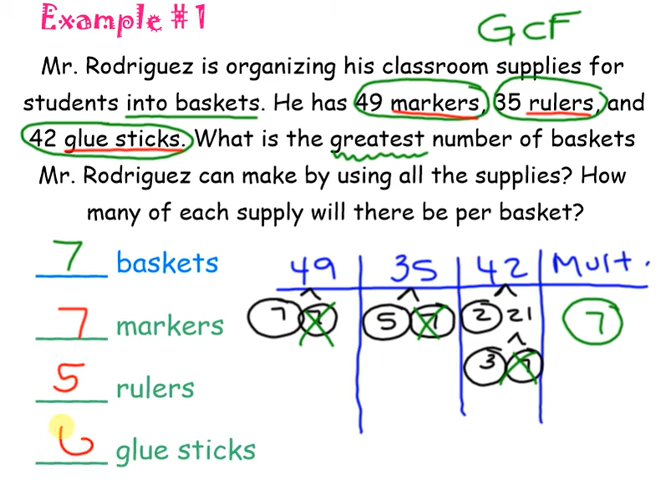 Example #1
GCF
Mr. Rodriguez is organizing his classroom supplies for
students into baskets. He has 49 markers, 35 rulers, and
42 glue sticks. What is the greatest number of baskets
Mr. Rodriguez can make by using all the supplies? How
many of each supply will there be per basket?
7 baskets
7 markers
5 rulers
6 glue sticks
49 35 42 Mult.
7 7 5 7 2 21 7
3 7